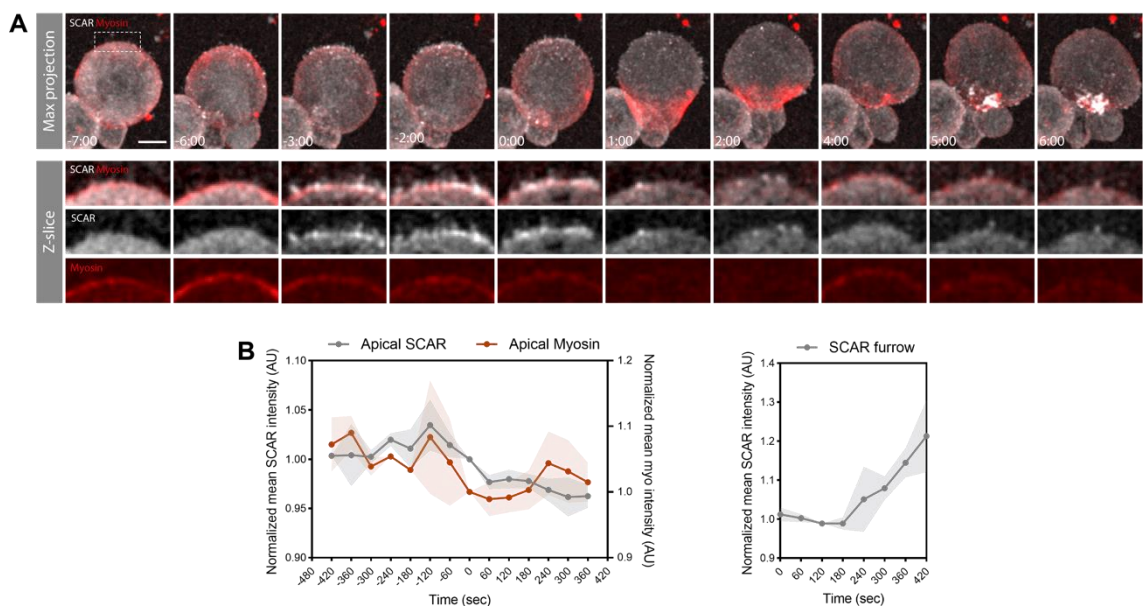 A
Max projection
SCAR Myosin
-7:00
-6:00
-3:00
-2:00
0:00
1:00
2:00
4:00
5:00
6:00
Z-slice
SCAR Myosin
SCAR
Myosin
B
Apical SCAR
Apical Myosin
Normalized mean SCAR intensity (AU)
1.10
1.05
1.00
0.95
0.90
1.2
1.1
1.0
0.9
Normalized mean myo intensity (AU)
-480 -420 -360 -300 -240 -180 -120 -60 0 60 120 180 240 300 360 420
Time (sec)
SCAR furrow
Normalized mean SCAR intensity (AU)
1.4
1.3
1.2
1.1
1.0
0.9
0 60 120 180 240 300 360 420
Time (sec)